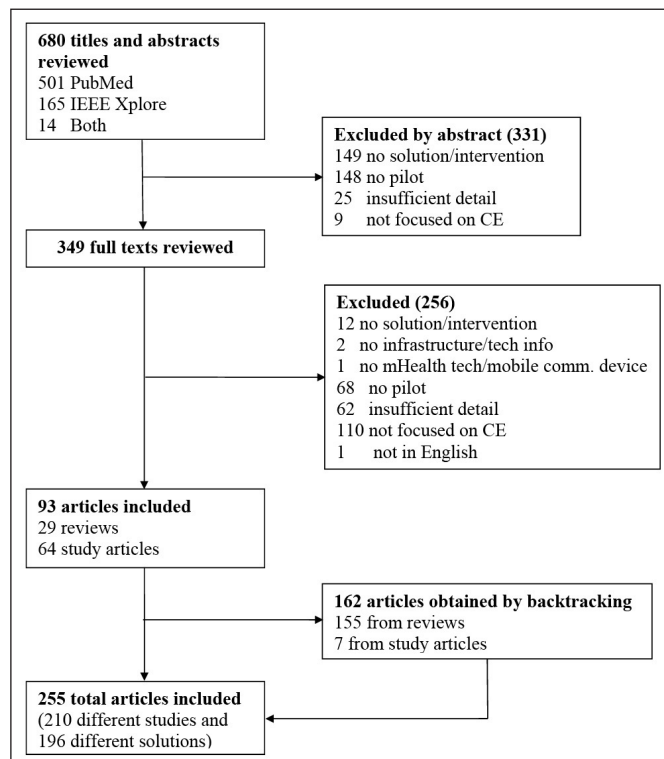 680 titles and abstracts
reviewed
501 PubMed
165 IEEE Xplore
14 Both
Excluded by abstract (331)
149 no solution/intervention
148 no pilot
25 insufficient detail
9 not focused on CE
349 full texts reviewed
Excluded (256)
12 no solution/intervention
2 no infrastructure/tech info
1 no mHealth tech/mobile comm. device
68 no pilot
62 insufficient detail
110 not focused on CE
1 not in English
93 articles included
29 reviews
64 study articles
162 articles obtained by backtracking
155 from reviews
7 from study articles
255 total articles included
(210 different studies and
196 different solutions)